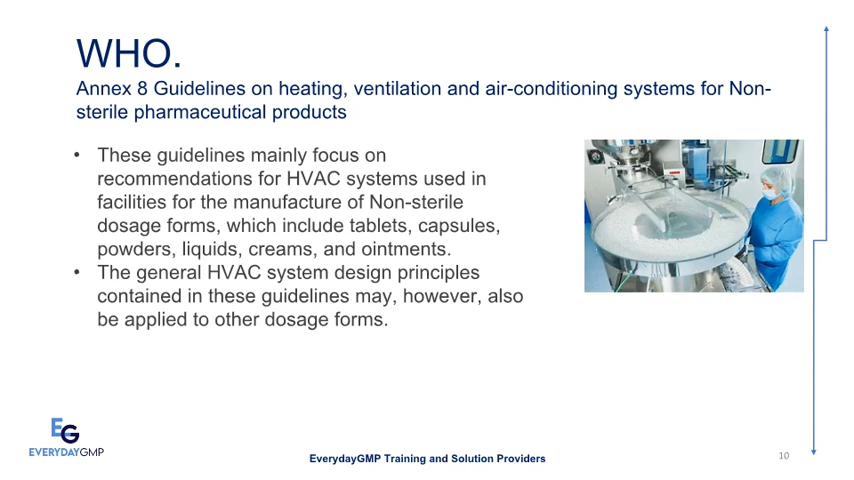 WHO.
Annex 8 Guidelines on heating, ventilation and air-conditioning systems for Non-
sterile pharmaceutical products
• These guidelines mainly focus on
recommendations for HVAC systems used in
facilities for the manufacture of Non-sterile
dosage forms, which include tablets, capsules,
powders, liquids, creams, and ointments.
• The general HVAC system design principles
contained in these guidelines may, however, also
be applied to other dosage forms.
EG
EVERYDAYGMP
EverydayGMP Training and Solution Providers
10